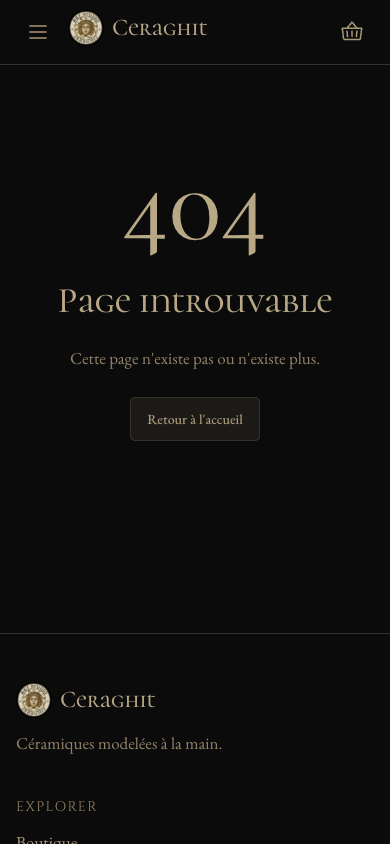 Ceraghit
404
Page introuvable
Cette page n'existe pas ou n'existe plus.
Retour à l'accueil
Ceraghit
Céramiques modelées à la main.
EXPLORER
Boutique